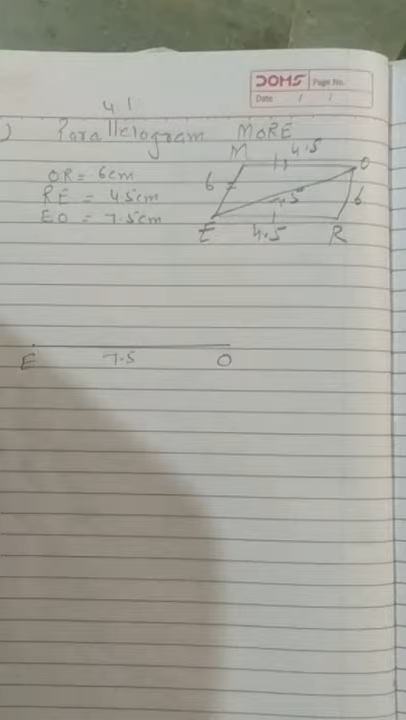 DOMS Page No.
Date / /
4.1
) Parallelogram MORE
M 4.5 O
OR = 6cm
6
RE = 4.5cm
7.5 6
EO = 7.5cm
E 4.5 R
E 7.5 O